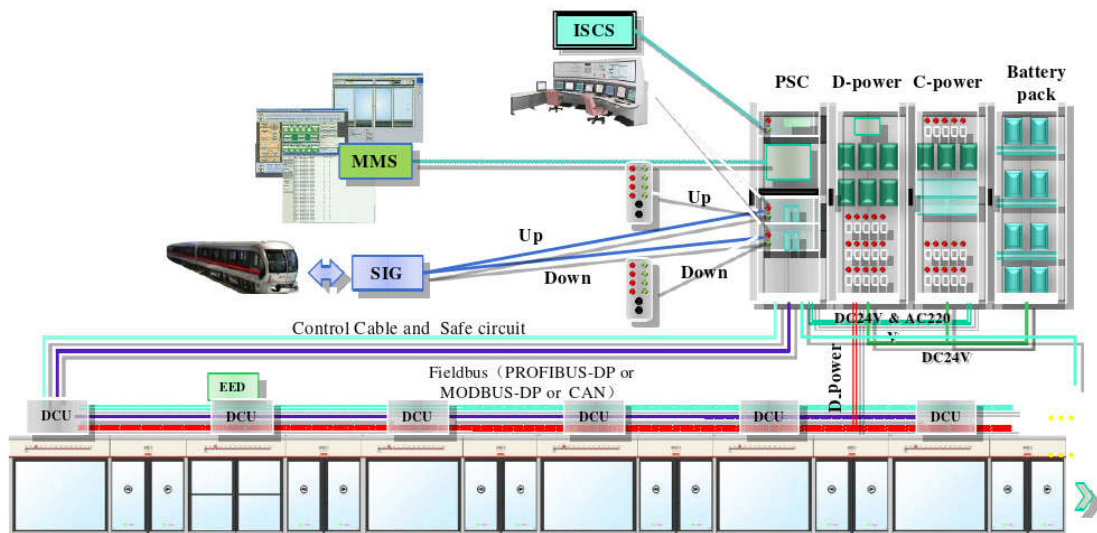 ISCS
PSC
D-power
C-power
Battery
pack
MMS
Up
Up
SIG
Down
Down
Control Cable and Safe circuit
DC24V & AC220
V
DC24V
D_power
Fieldbus（PROFIBUS-DP or
MODBUS-DP or CAN）
EED
DCU
DCU
DCU
DCU
DCU
DCU